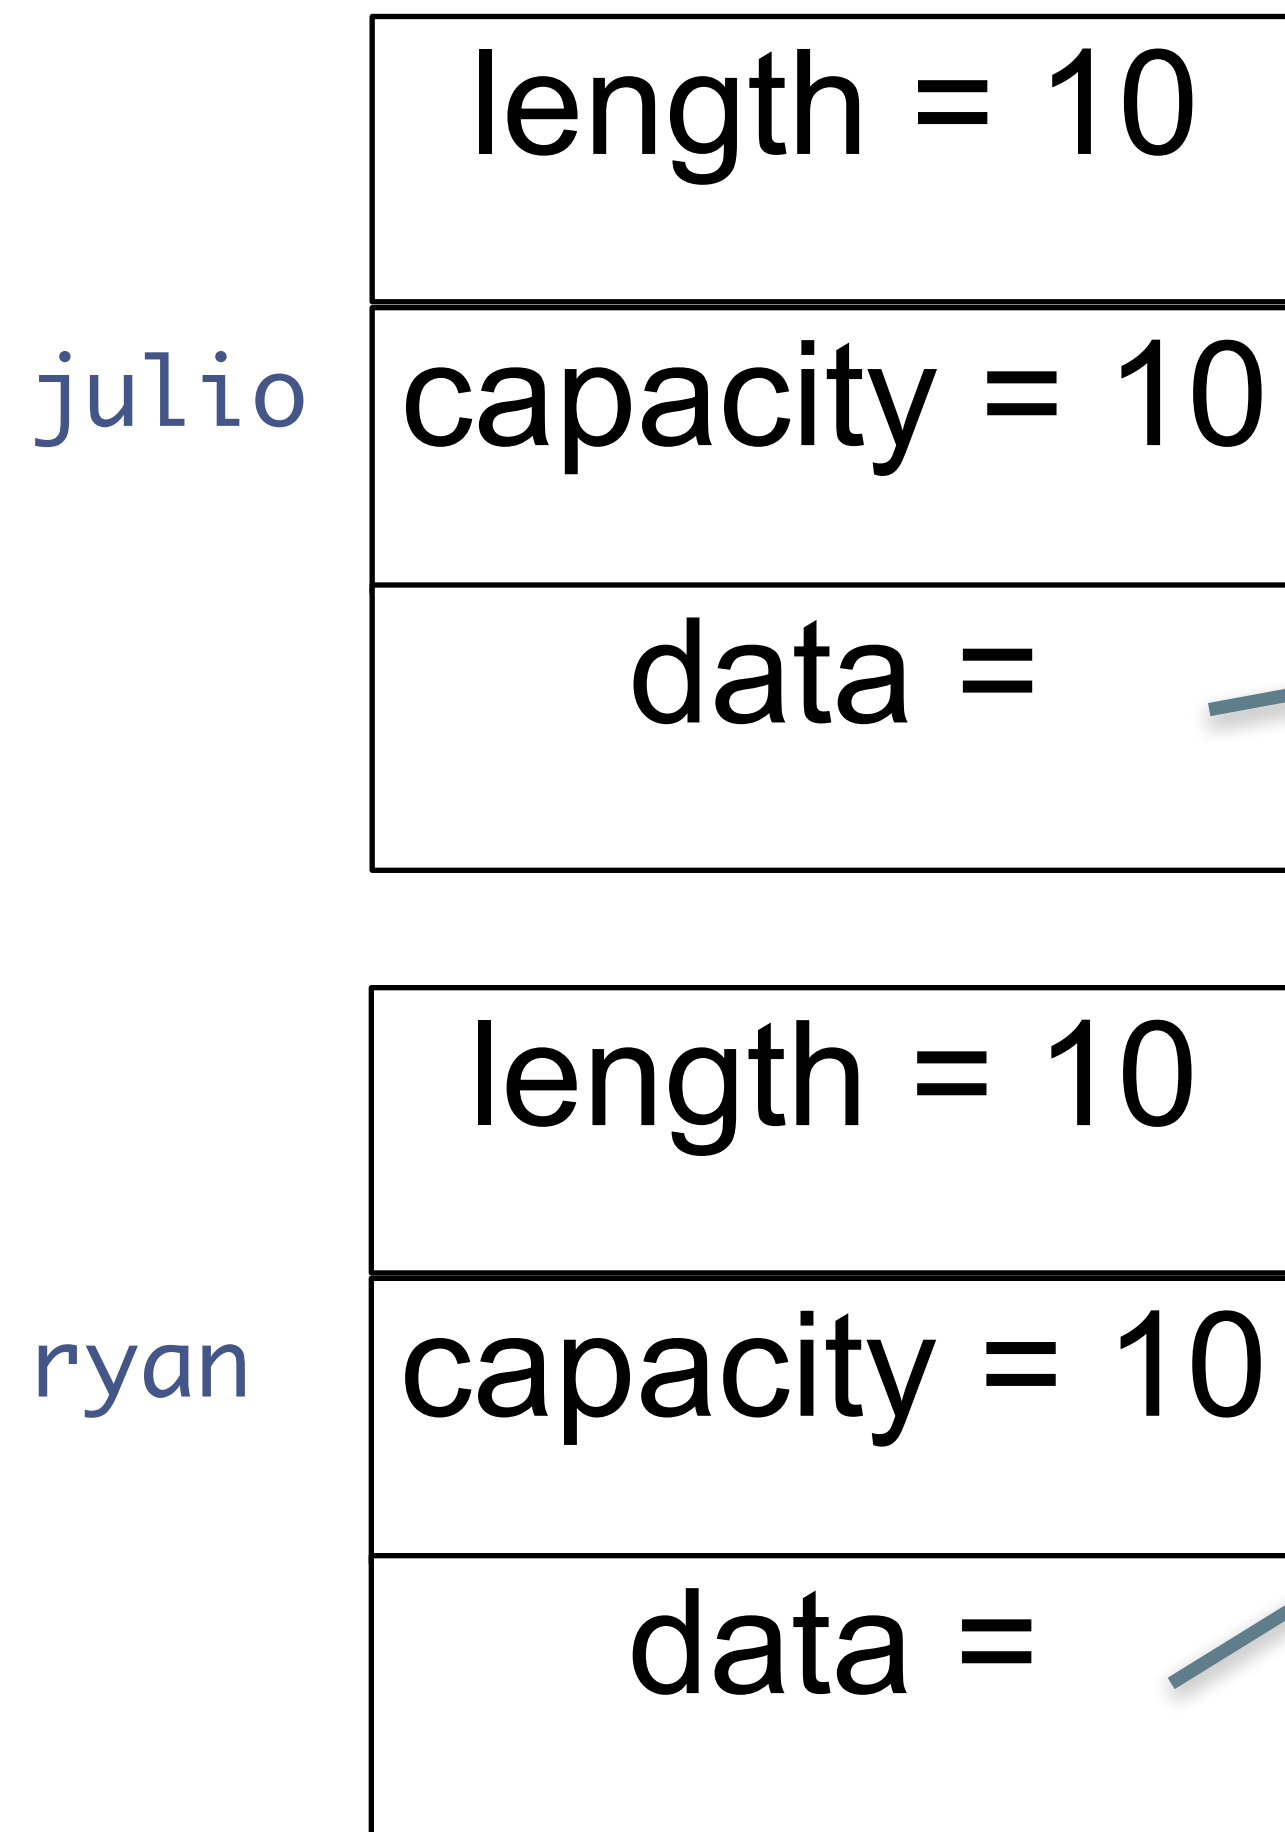 length = 10
julio
capacity = 10
data =
length = 10
ryan
capacity = 10
data =